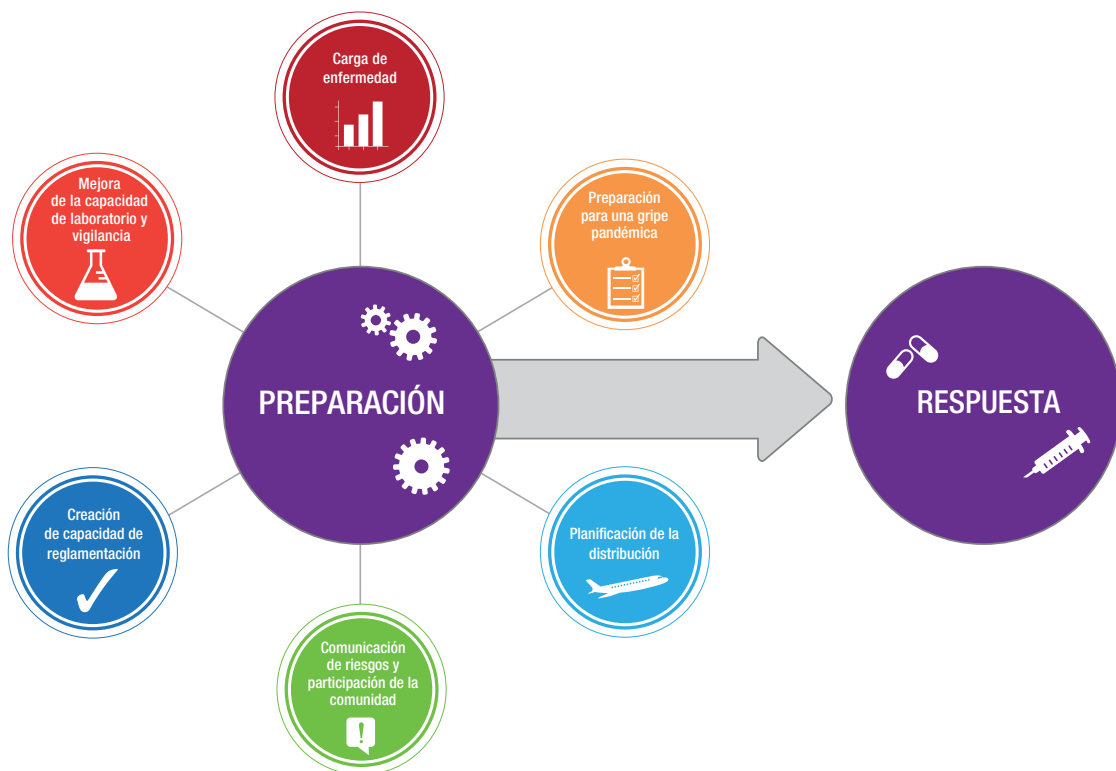 Carga de
enfermedad
Mejora
de la capacidad
de laboratorio y
vigilancia
Preparación
para una gripe
pandémica
PREPARACIÓN
RESPUESTA
Creación
de capacidad de
reglamentación
Planificación de la
distribución
Comunicación
de riesgos y
participación de la
comunidad